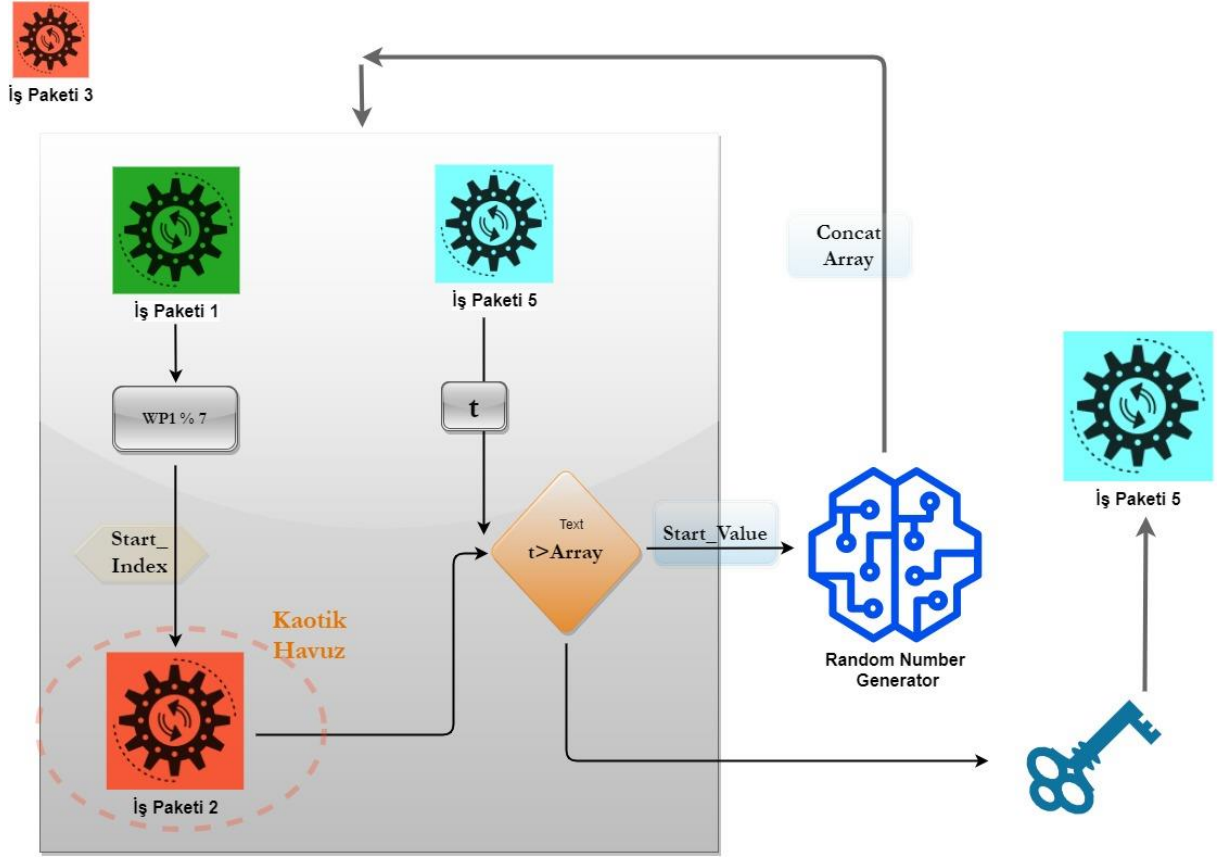 İş Paketi 3
İş Paketi 1
İş Paketi 5
Concat
Array
WP1 % 7
t
İş Paketi 5
Text
t>Array
Start_Value
Start_
Index
Kaotik
Havuz
Random Number
Generator
İş Paketi 2